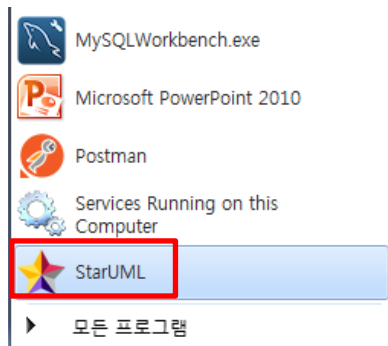 MySQLWorkbench.exe
Microsoft PowerPoint 2010
Postman
Services Running on this
Computer
StarUML
모든 프로그램